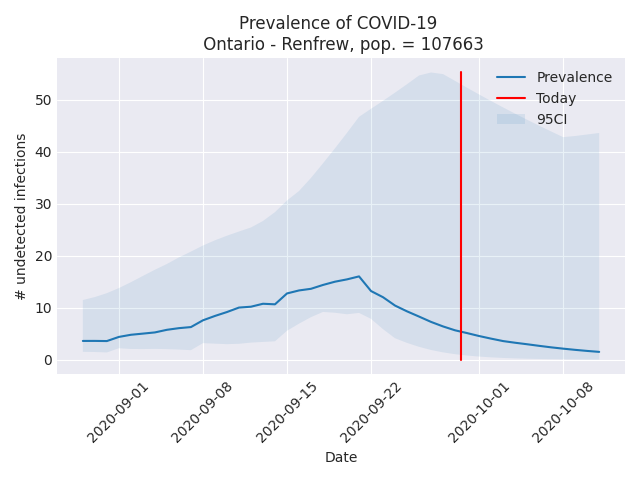 Prevalence of COVID-19
Ontario - Renfrew, pop. = 107663
Prevalence
Today
95CI
# undetected infections
50
40
30
20
10
0
2020-09-01
2020-09-08
2020-09-15
2020-09-22
2020-10-01
2020-10-08
Date